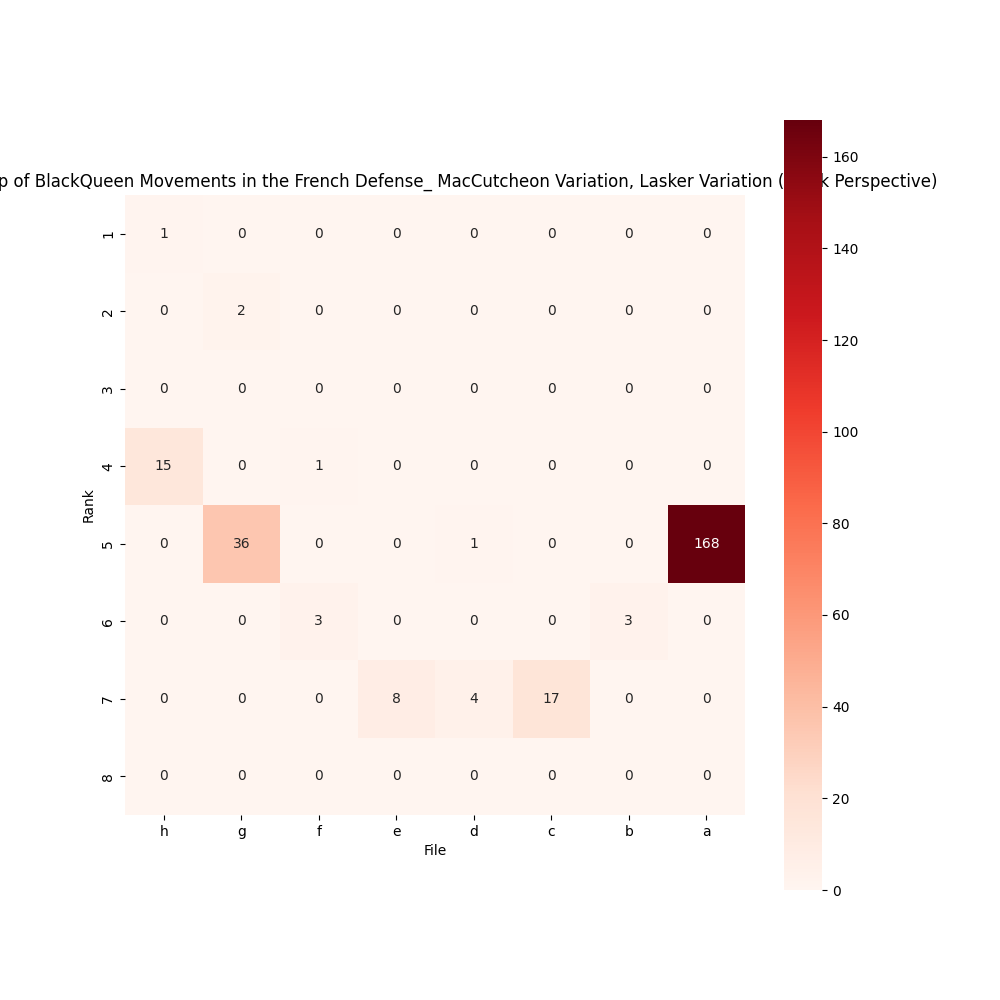 p of BlackQueen Movements in the French Defense_ MacCutcheon Variation, Lasker Variation ( k Perspective)
160
1 1 0 0 0 0 0 0 0
140
2 0 2 0 0 0 0 0 0
120
3 0 0 0 0 0 0 0 0
100
4 15 0 1 0 0 0 0 0
Rank
80
5 0 36 0 0 1 0 0 168
60
6 0 0 3 0 0 0 3 0
40
7 0 0 0 8 4 17 0 0
20
8 0 0 0 0 0 0 0 0
h g f e d c b a
File
0